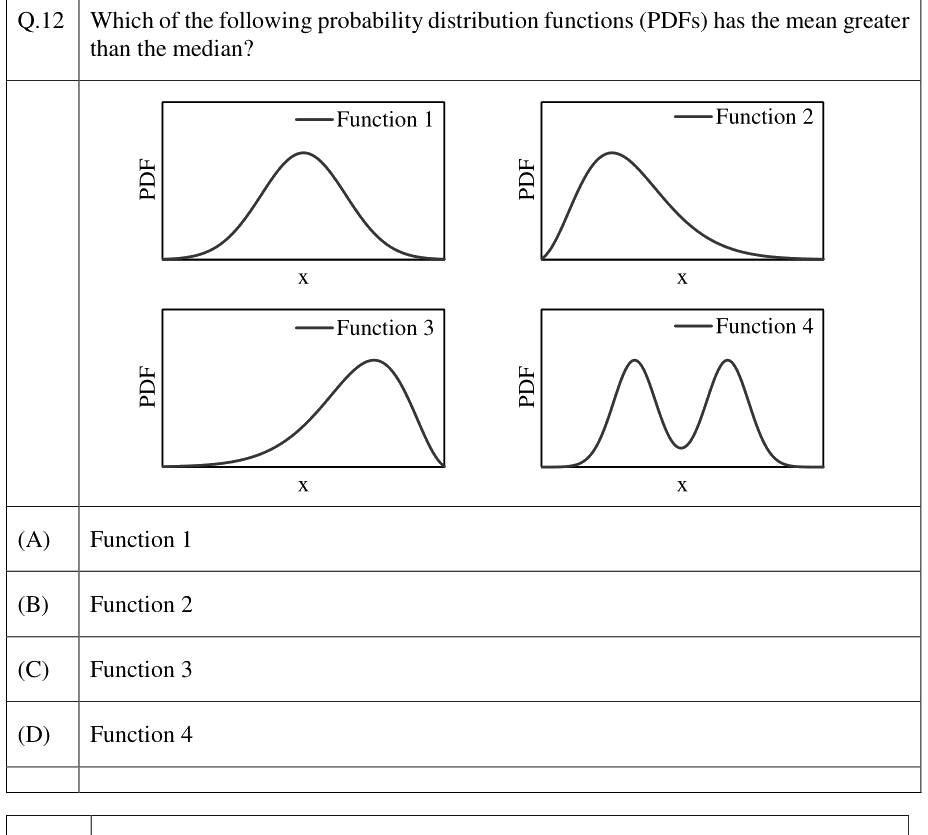 Q.12 Which of the following probability distribution functions (PDFs) has the mean greater
than the median?
Function 1
PDF
x
Function 2
PDF
x
Function 3
PDF
x
Function 4
PDF
x
(A) Function 1
(B) Function 2
(C) Function 3
(D) Function 4